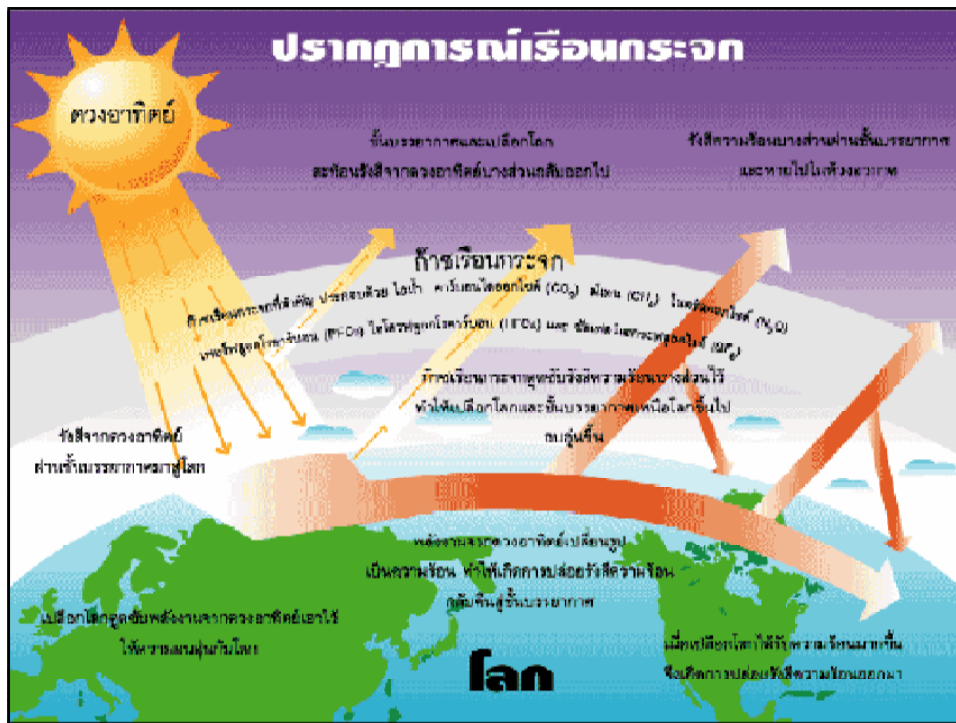 ปรากฏการณ์เรือนกระจก
ดวงอาทิตย์
ชั้นบรรยากาศและเปลือกโลก
สะท้อนรังสีจากดวงอาทิตย์บางส่วนกลับออกไป
รังสีความร้อนบางส่วนผ่านชั้นบรรยากาศ
และหายไปในห้วงอวกาศ
ก๊าซเรือนกระจก
ก๊าซเรือนกระจกที่สำคัญ ประกอบด้วย ไอน้ำ คาร์บอนไดออกไซด์ (CO₂) มีเทน (CH₄) ไนตรัสออกไซด์ (N₂O)
เพอร์ฟลูออโรคาร์บอน (PFCs) ไฮโดรฟลูออโรคาร์บอน (HFCs) และ ซัลเฟอร์เฮกซะฟลูออไรด์ (SF₆)
ก๊าซเรือนกระจกดูดซับรังสีความร้อนบางส่วนไว้
ทำให้เปลือกโลกและชั้นบรรยากาศเหนือโลกขึ้นไป
อบอุ่นขึ้น
รังสีจากดวงอาทิตย์
ผ่านชั้นบรรยากาศมาสู่โลก
พลังงานจากดวงอาทิตย์เปลี่ยนรูป
เป็นความร้อน ทำให้เกิดการปล่อยรังสีความร้อน
กลับคืนสู่ชั้นบรรยากาศ
เปลือกโลกดูดซับพลังงานจากดวงอาทิตย์เอาไว้
ให้ความอบอุ่นกับโลก
เมื่อเปลือกโลกได้รับความร้อนมากขึ้น
จึงเกิดการปล่อยรังสีความร้อนออกมา
โลก